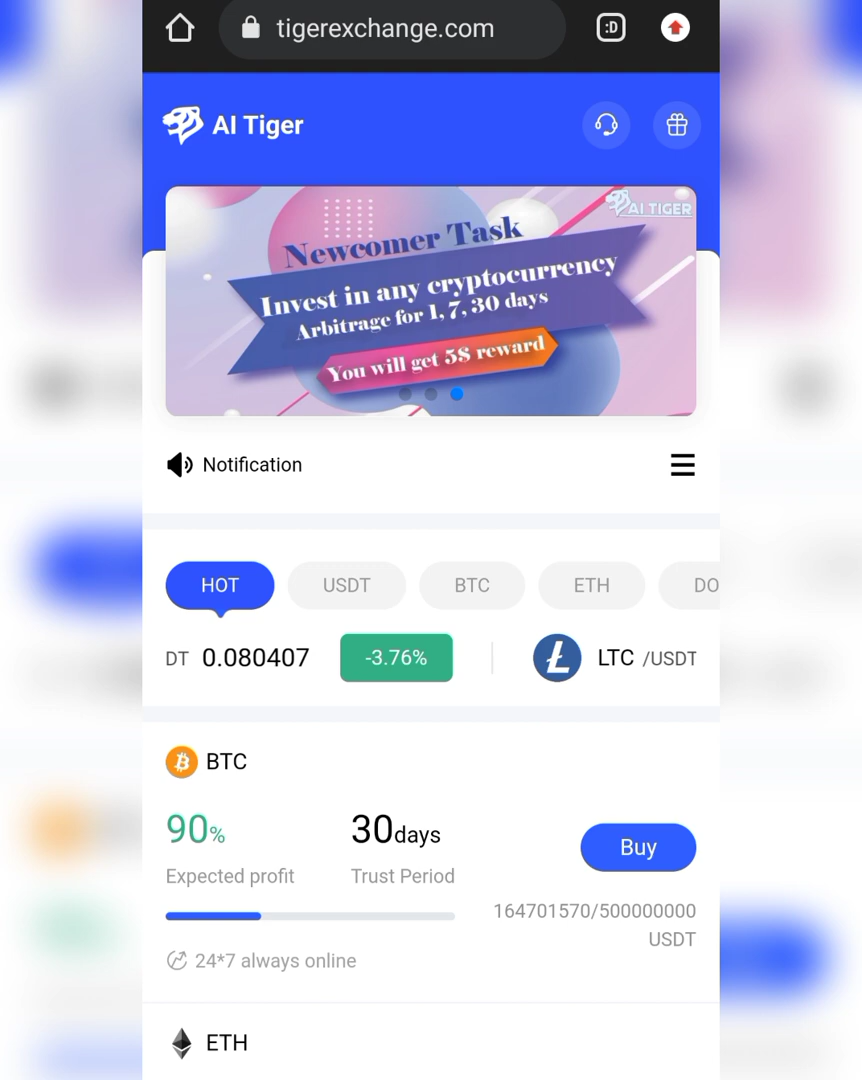 :D
tigerexchange.com
AI Tiger
AI TIGER
Newcomer Task
Invest in any cryptocurrency
Arbitrage for 1, 7, 30 days
You will get 5$ reward
Notification
HOT
USDT
BTC
ETH
DO
DT 0.080407 -3.76%
LTC /USDT
BTC
90%
30days
Buy
Expected profit
Trust Period
164701570/500000000
USDT
24*7 always online
ETH